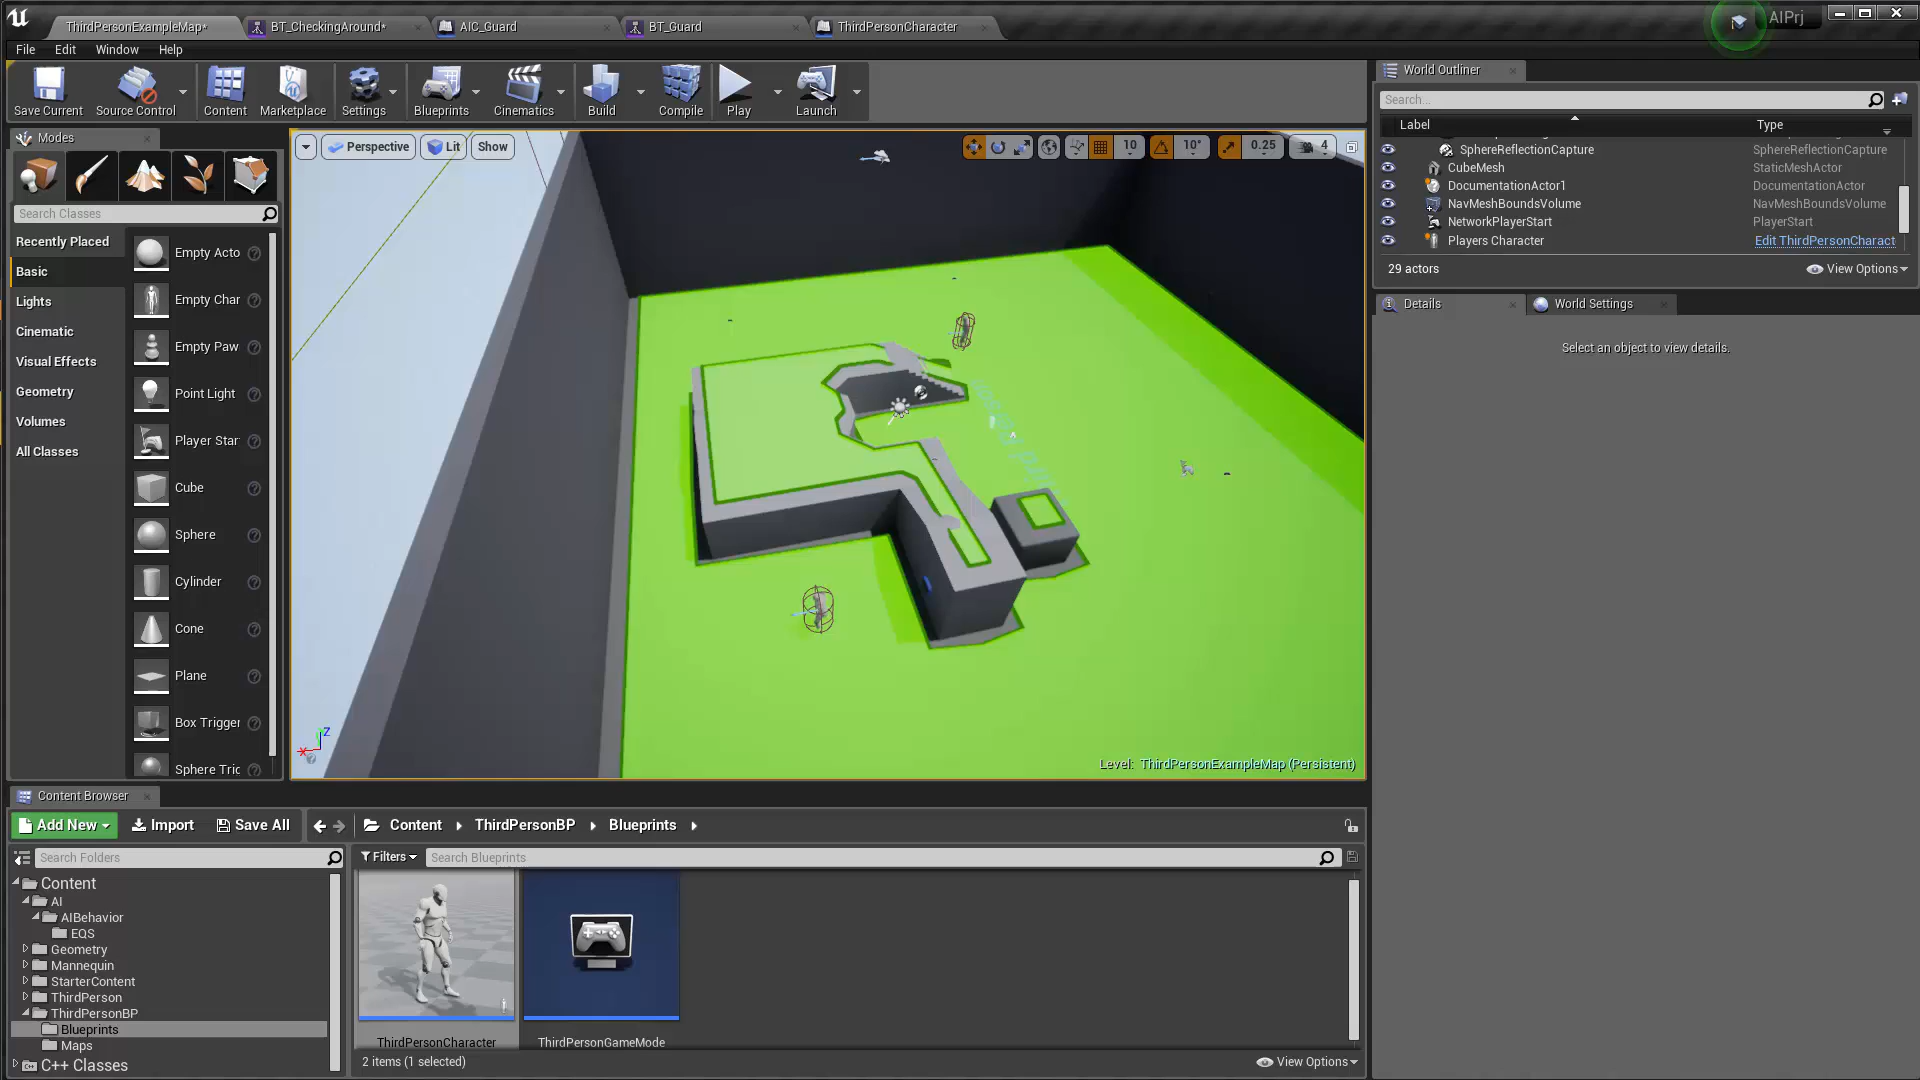 ThirdPersonExampleMap*
BT_CheckingAround*
AIC_Guard
BT_Guard
ThirdPersonCharacter
AIPrj
File Edit Window Help
Save Current
Source Control
Content
Marketplace
Settings
Blueprints
Cinematics
Build
Compile
Play
Launch
Modes
Search Classes
Recently Placed
Basic
Lights
Cinematic
Visual Effects
Geometry
Volumes
All Classes
Empty Acto
Empty Char
Empty Paw
Point Light
Player Star
Cube
Sphere
Cylinder
Cone
Plane
Box Trigger
Sphere Tric
Perspective
Lit
Show
10
10°
0.25
4
X
Z
Level: ThirdPersonExampleMap (Persistent)
World Outliner
Search...
Label Type
SphereReflectionCapture SphereReflectionCapture
CubeMesh StaticMeshActor
DocumentationActor1 DocumentationActor
NavMeshBoundsVolume NavMeshBoundsVolume
NetworkPlayerStart PlayerStart
Players Character Edit ThirdPersonCharact
29 actors
View Options
Details
World Settings
Select an object to view details.
Content Browser
Add New
Import
Save All
Content
ThirdPersonBP
Blueprints
Search Folders
Filters
Search Blueprints
Content
AI
AIBehavior
EQS
Geometry
Mannequin
StarterContent
ThirdPerson
ThirdPersonBP
Blueprints
Maps
C++ Classes
ThirdPersonCharacter
ThirdPersonGameMode
2 items (1 selected)
View Options